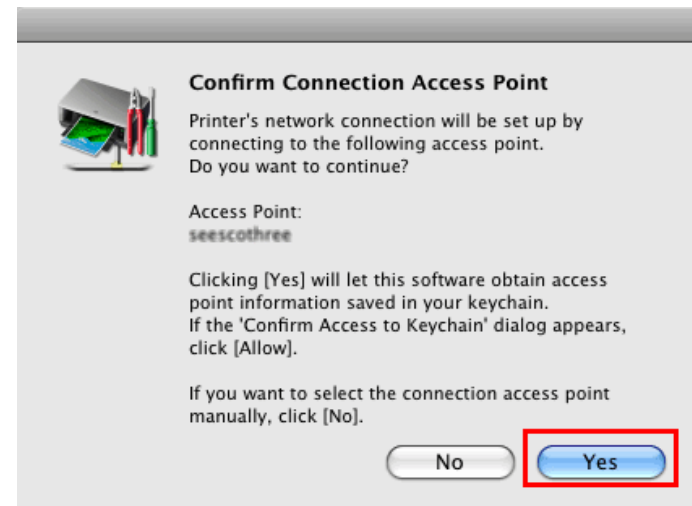 Confirm Connection Access Point
Printer's network connection will be set up by
connecting to the following access point.
Do you want to continue?
Access Point:
seescothree
Clicking [Yes] will let this software obtain access
point information saved in your keychain.
If the 'Confirm Access to Keychain' dialog appears,
click [Allow].
If you want to select the connection access point
manually, click [No].
No
Yes